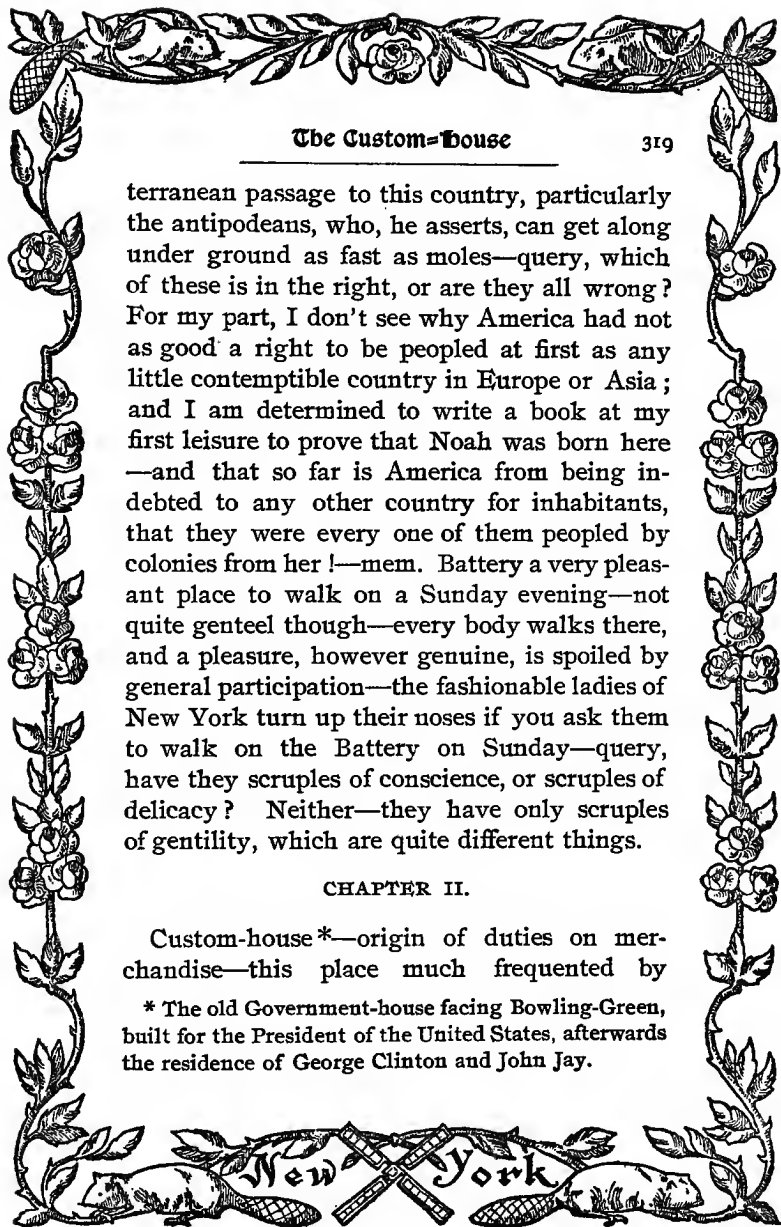 The Custom-house 319
terranean passage to this country, particularly
the antipodeans, who, he asserts, can get along
under ground as fast as moles—query, which
of these is in the right, or are they all wrong?
For my part, I don't see why America had not
as good a right to be peopled at first as any
little contemptible country in Europe or Asia;
and I am determined to write a book at my
first leisure to prove that Noah was born here
—and that so far is America from being in-
debted to any other country for inhabitants,
that they were every one of them peopled by
colonies from her!—mem. Battery a very pleas-
ant place to walk on a Sunday evening—not
quite genteel though—every body walks there,
and a pleasure, however genuine, is spoiled by
general participation—the fashionable ladies of
New York turn up their noses if you ask them
to walk on the Battery on Sunday—query,
have they scruples of conscience, or scruples of
delicacy? Neither—they have only scruples
of gentility, which are quite different things.
CHAPTER II.
Custom-house*—origin of duties on mer-
chandise—this place much frequented by
* The old Government-house facing Bowling-Green,
built for the President of the United States, afterwards
the residence of George Clinton and John Jay.
New York